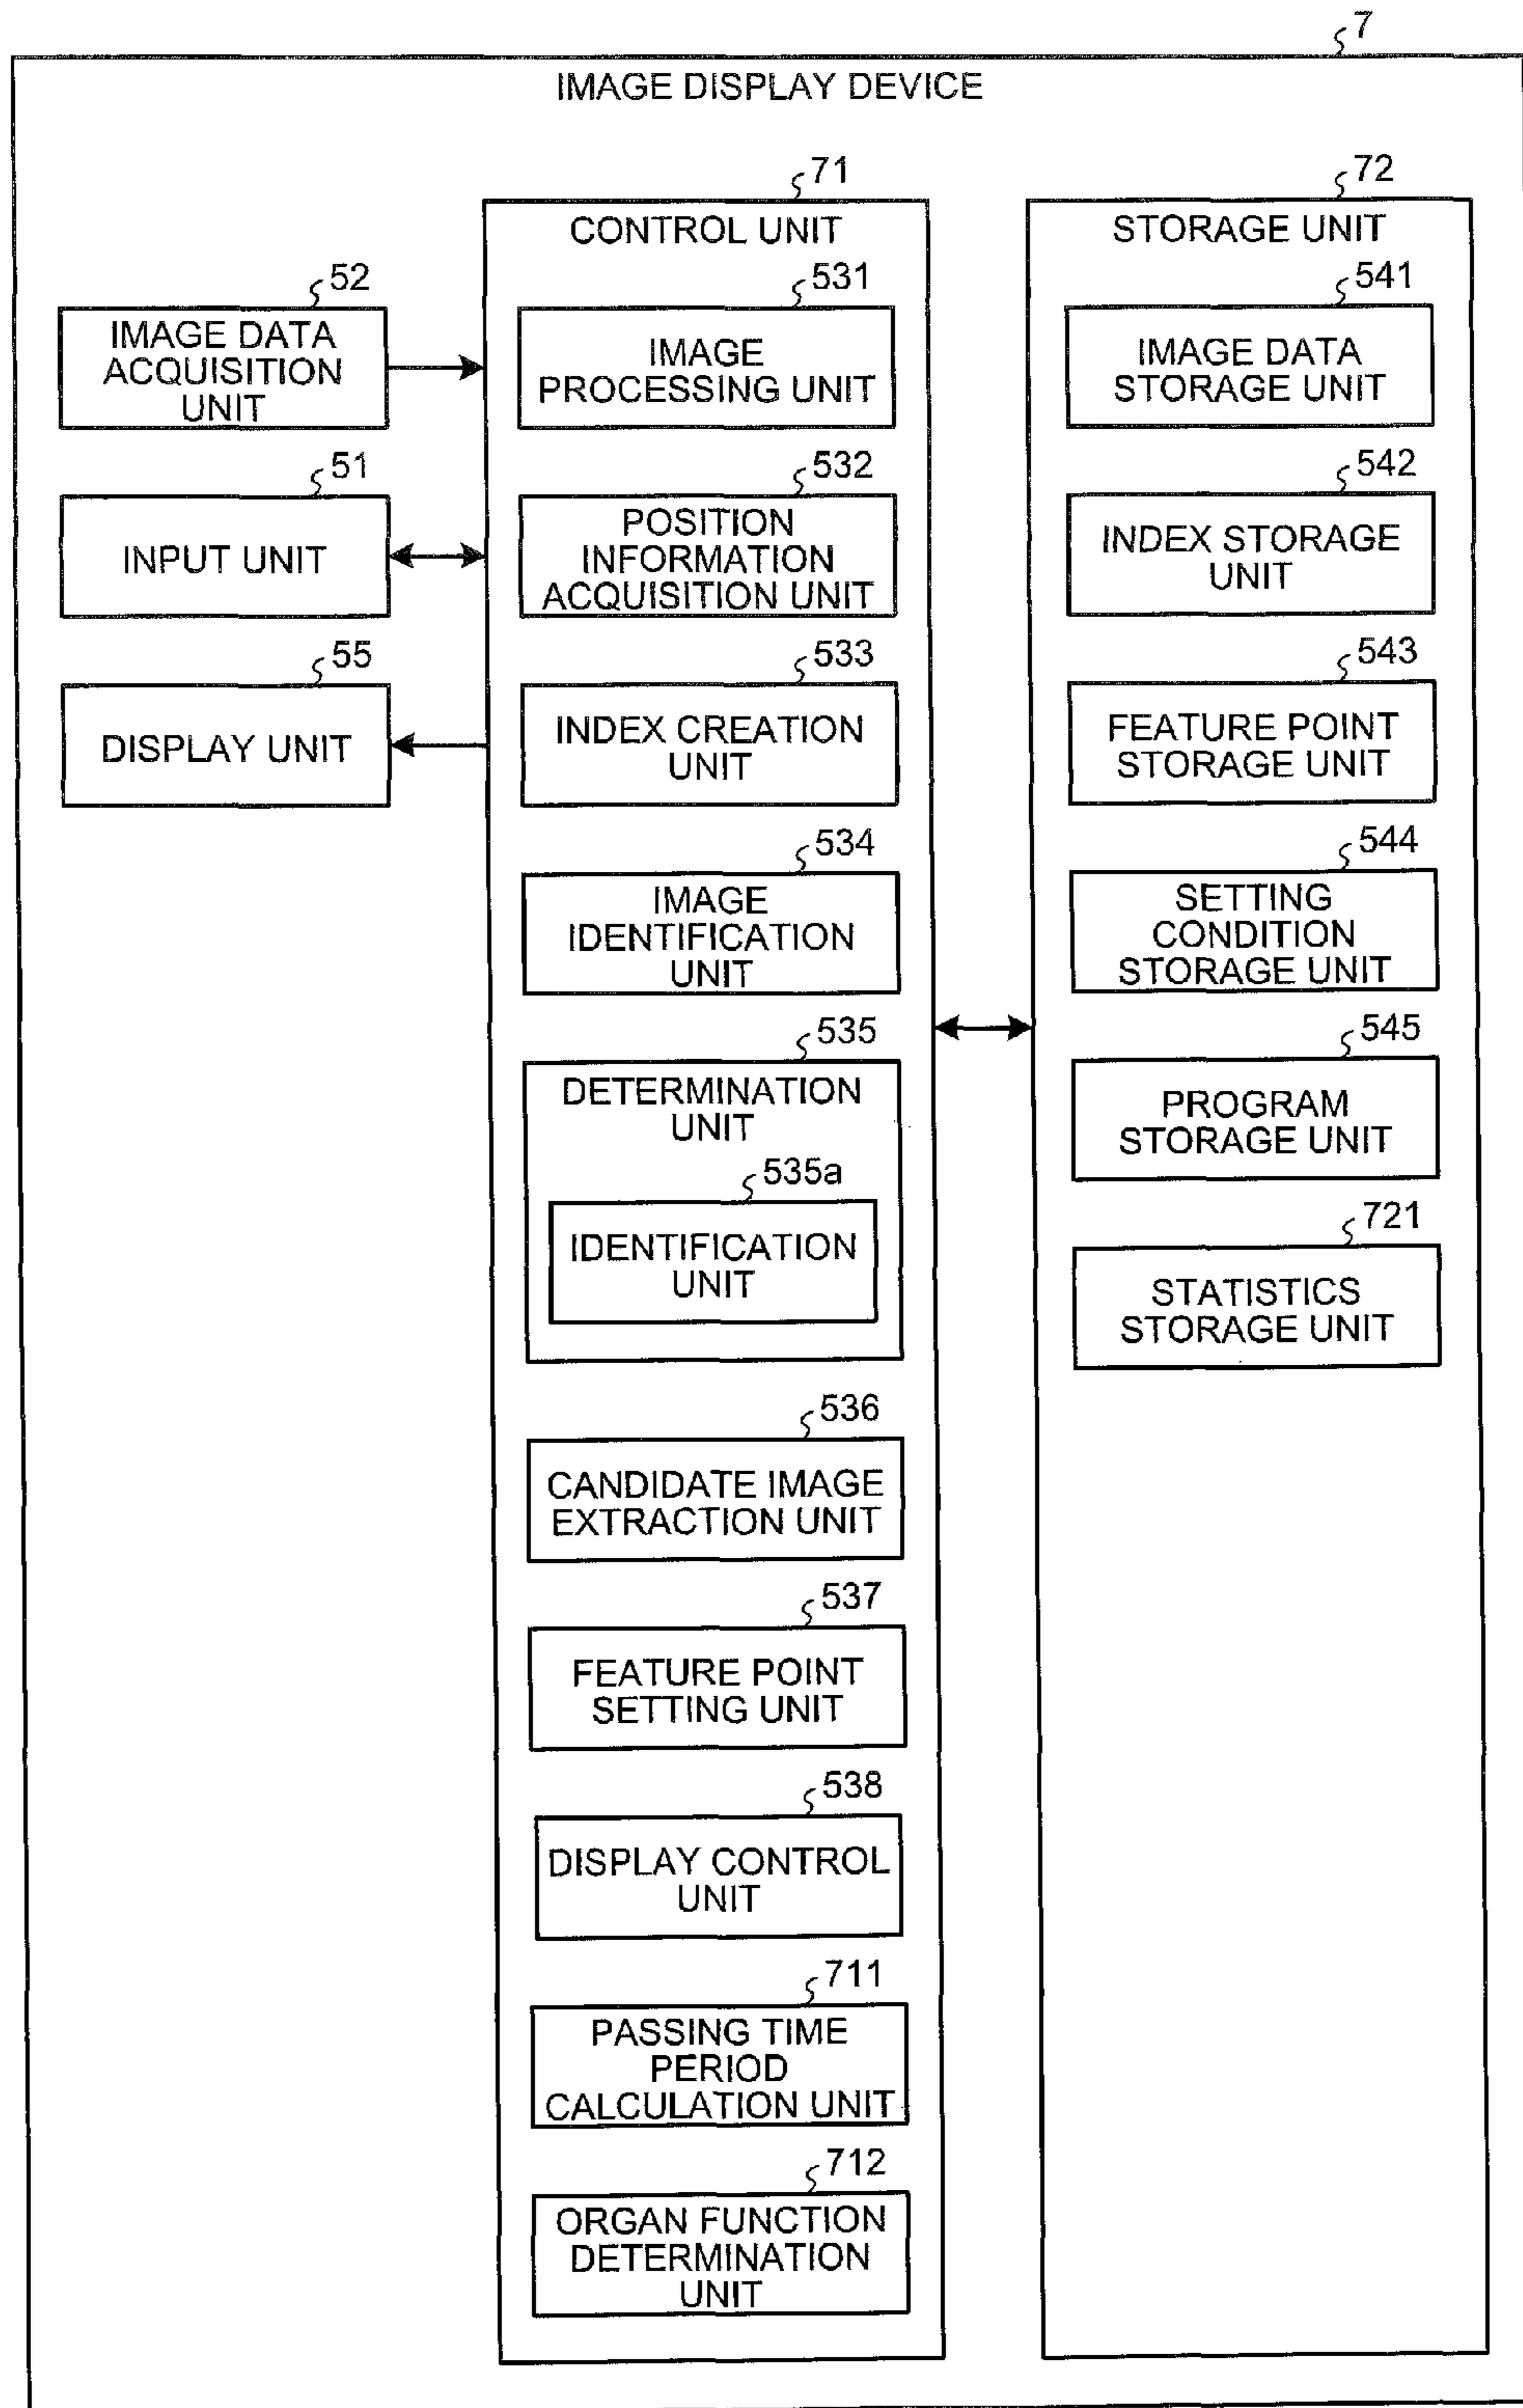 7
IMAGE DISPLAY DEVICE
52
IMAGE DATA
ACQUISITION
UNIT
51
INPUT UNIT
55
DISPLAY UNIT
71
CONTROL UNIT
531
IMAGE
PROCESSING UNIT
532
POSITION
INFORMATION
ACQUISITION UNIT
533
INDEX CREATION
UNIT
534
IMAGE
IDENTIFICATION
UNIT
535
DETERMINATION
UNIT
535a
IDENTIFICATION
UNIT
536
CANDIDATE IMAGE
EXTRACTION UNIT
537
FEATURE POINT
SETTING UNIT
538
DISPLAY CONTROL
UNIT
711
PASSING TIME
PERIOD
CALCULATION UNIT
712
ORGAN FUNCTION
DETERMINATION
UNIT
72
STORAGE UNIT
541
IMAGE DATA
STORAGE UNIT
542
INDEX STORAGE
UNIT
543
FEATURE POINT
STORAGE UNIT
544
SETTING
CONDITION
STORAGE UNIT
545
PROGRAM
STORAGE UNIT
721
STATISTICS
STORAGE UNIT